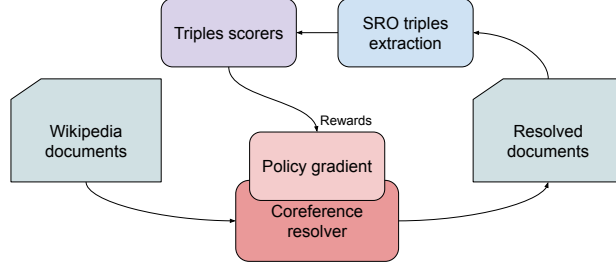 Triples scorers
SRO triples
extraction
Wikipedia
documents
Rewards
Resolved
documents
Policy gradient
Coreference
resolver